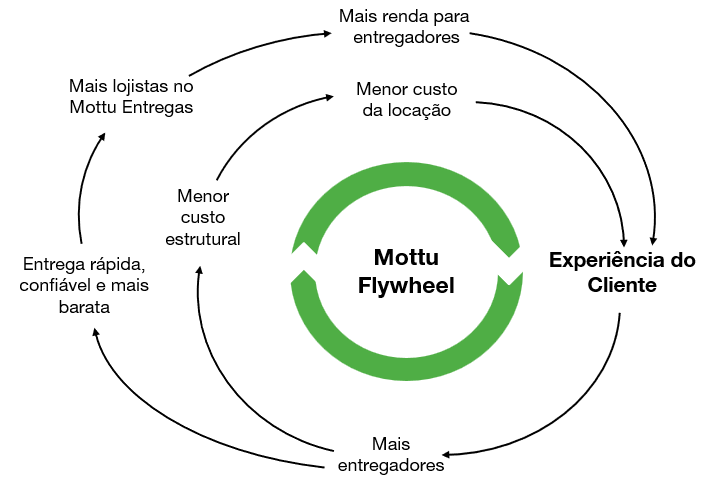 Mais renda para
entregadores
Mais lojistas no
Mottu Entregas
Menor custo
da locação
Menor
custo
estrutural
Mottu
Flywheel
Experiência do
Cliente
Entrega rápida,
confiável e mais
barata
Mais
entregadores